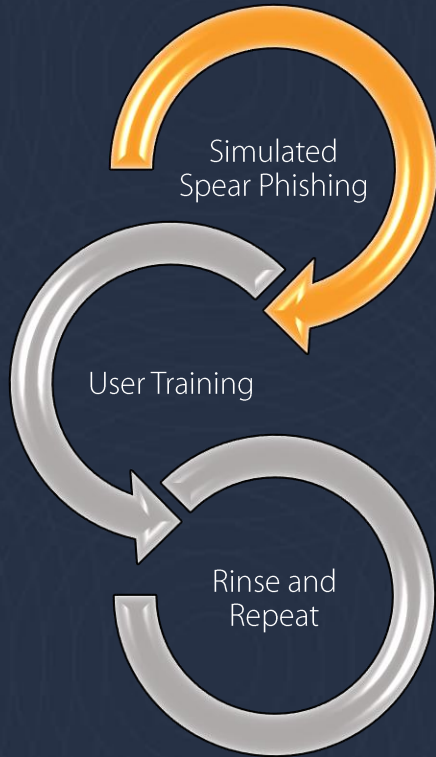 Simulated
Spear Phishing
User Training
Rinse and
Repeat